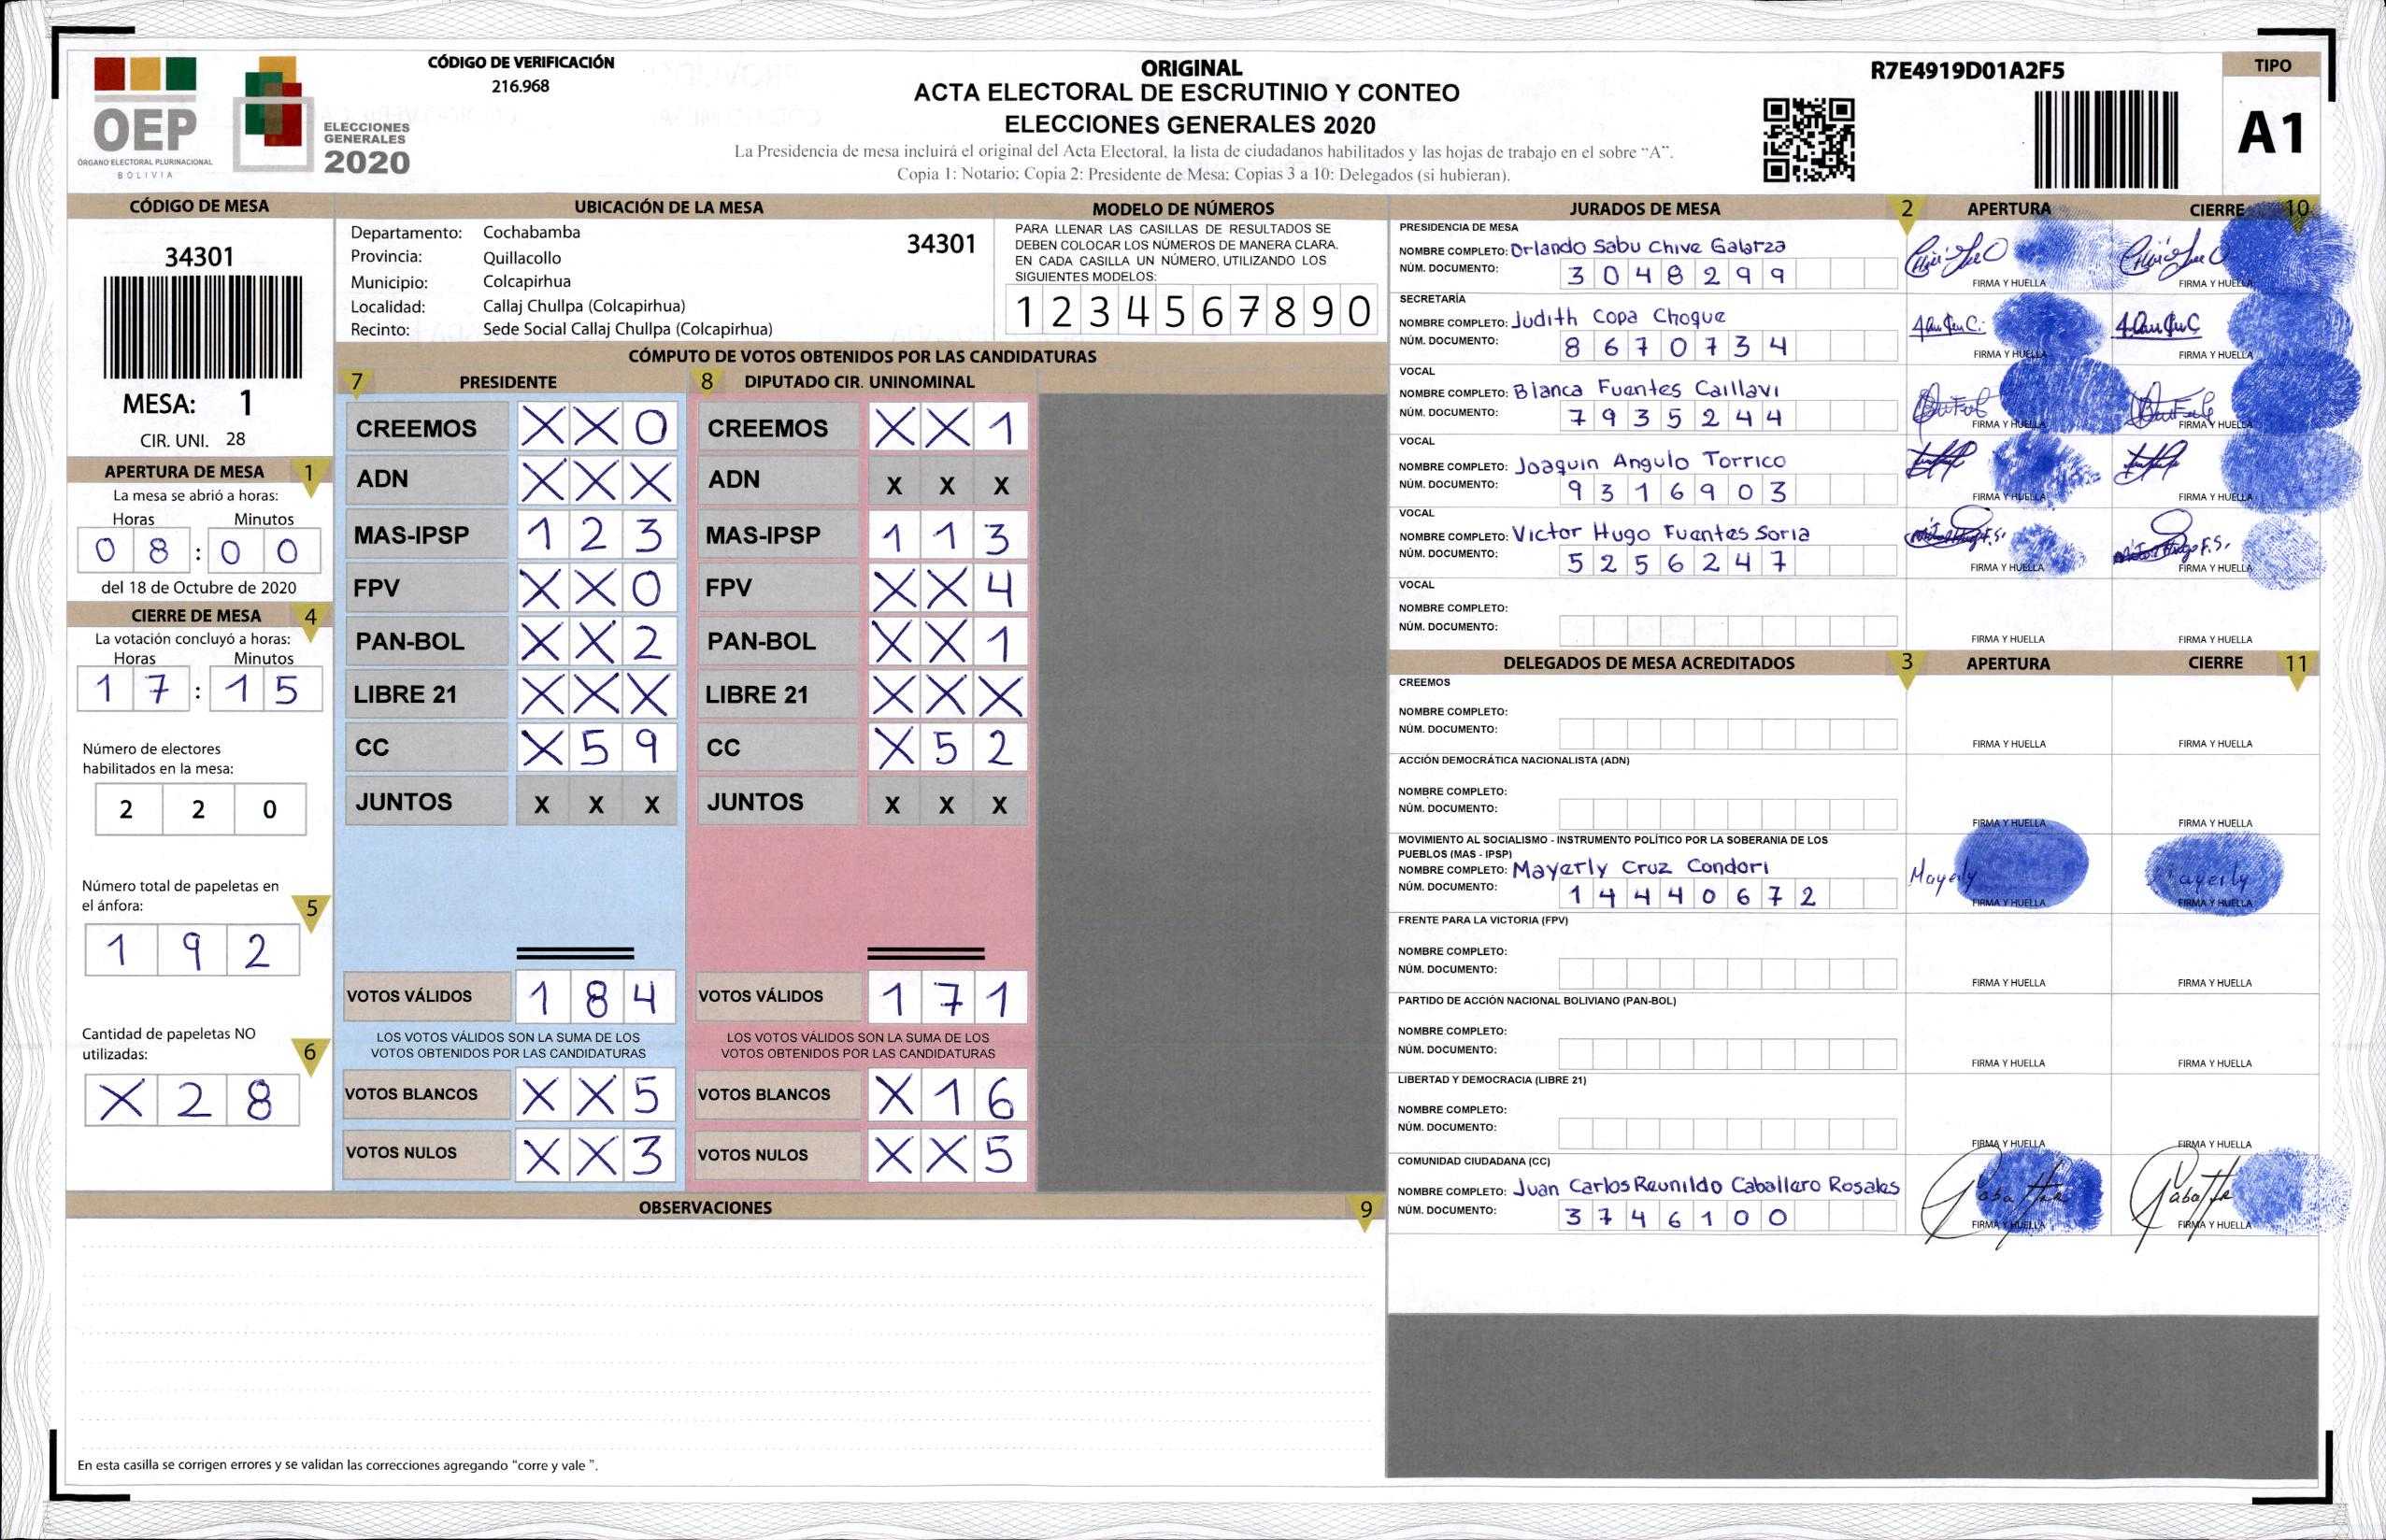 CÓDIGO DE VERIFICACIÓN
216.968
OEP
ÓRGANO ELECTORAL PLURINACIONAL
BOLIVIA
ELECCIONES
GENERALES
2020
ORIGINAL
ACTA ELECTORAL DE ESCRUTINIO Y CONTEO
ELECCIONES GENERALES 2020
La Presidencia de mesa incluirá el original del Acta Electoral, la lista de ciudadanos habilitados y las hojas de trabajo en el sobre “A”.
Copia 1: Notario; Copia 2: Presidente de Mesa; Copias 3 a 10: Delegados (si hubieran).
R7E4919D01A2F5
TIPO
A1
CÓDIGO DE MESA
34301
MESA: 1
CIR. UNI. 28
APERTURA DE MESA 1
La mesa se abrió a horas:
Horas Minutos
0 8 : 0 0
del 18 de Octubre de 2020
CIERRE DE MESA 4
La votación concluyó a horas:
Horas Minutos
1 7 : 1 5
Número de electores
habilitados en la mesa:
2 2 0
Número total de papeletas en
el ánfora: 5
1 9 2
Cantidad de papeletas NO
utilizadas: 6
X 2 8
UBICACIÓN DE LA MESA
Departamento: Cochabamba
Provincia: Quillacollo
Municipio: Colcapirhua
Localidad: Callaj Chullpa (Colcapirhua)
Recinto: Sede Social Callaj Chullpa (Colcapirhua)
34301
MODELO DE NÚMEROS
PARA LLENAR LAS CASILLAS DE RESULTADOS SE
DEBEN COLOCAR LOS NÚMEROS DE MANERA CLARA.
EN CADA CASILLA UN NÚMERO, UTILIZANDO LOS
SIGUIENTES MODELOS:
1 2 3 4 5 6 7 8 9 0
CÓMPUTO DE VOTOS OBTENIDOS POR LAS CANDIDATURAS
7 PRESIDENTE 8 DIPUTADO CIR. UNINOMINAL
CREEMOS X X 0 CREEMOS X X 1
ADN X X X ADN X X X
MAS-IPSP 1 2 3 MAS-IPSP 1 1 3
FPV X X 0 FPV X X 4
PAN-BOL X X 2 PAN-BOL X X 1
LIBRE 21 X X X LIBRE 21 X X X
CC X 5 9 CC X 5 2
JUNTOS X X X JUNTOS X X X
VOTOS VÁLIDOS 1 8 4 VOTOS VÁLIDOS 1 7 1
LOS VOTOS VÁLIDOS SON LA SUMA DE LOS LOS VOTOS VÁLIDOS SON LA SUMA DE LOS
VOTOS OBTENIDOS POR LAS CANDIDATURAS VOTOS OBTENIDOS POR LAS CANDIDATURAS
VOTOS BLANCOS X X 5 VOTOS BLANCOS X 1 6
VOTOS NULOS X X 3 VOTOS NULOS X X 5
OBSERVACIONES 9
En esta casilla se corrigen errores y se validan las correcciones agregando “corre y vale ”.
JURADOS DE MESA 2 APERTURA CIERRE 10
PRESIDENCIA DE MESA
NOMBRE COMPLETO: Orlando Sabu Chive Galarza
NÚM. DOCUMENTO: 3 0 4 8 2 9 9
FIRMA Y HUELLA FIRMA Y HUELLA
SECRETARÍA
NOMBRE COMPLETO: Judith Copa Choque
NÚM. DOCUMENTO: 8 6 7 0 7 3 4
FIRMA Y HUELLA FIRMA Y HUELLA
VOCAL
NOMBRE COMPLETO: Blanca Fuentes Caillavi
NÚM. DOCUMENTO: 7 9 3 5 2 4 4
FIRMA Y HUELLA FIRMA Y HUELLA
VOCAL
NOMBRE COMPLETO: Joaquin Angulo Torrico
NÚM. DOCUMENTO: 9 3 1 6 9 0 3
FIRMA Y HUELLA FIRMA Y HUELLA
VOCAL
NOMBRE COMPLETO: Victor Hugo Fuentes Soria
NÚM. DOCUMENTO: 5 2 5 6 2 4 7
FIRMA Y HUELLA FIRMA Y HUELLA
VOCAL
NOMBRE COMPLETO:
NÚM. DOCUMENTO:
FIRMA Y HUELLA FIRMA Y HUELLA
DELEGADOS DE MESA ACREDITADOS 3 APERTURA CIERRE 11
CREEMOS
NOMBRE COMPLETO:
NÚM. DOCUMENTO:
FIRMA Y HUELLA FIRMA Y HUELLA
ACCIÓN DEMOCRÁTICA NACIONALISTA (ADN)
NOMBRE COMPLETO:
NÚM. DOCUMENTO:
FIRMA Y HUELLA FIRMA Y HUELLA
MOVIMIENTO AL SOCIALISMO - INSTRUMENTO POLÍTICO POR LA SOBERANIA DE LOS
PUEBLOS (MAS - IPSP)
NOMBRE COMPLETO: Mayerly Cruz Condori
NÚM. DOCUMENTO: 1 4 4 4 0 6 7 2
Mayerly
FIRMA Y HUELLA FIRMA Y HUELLA
FRENTE PARA LA VICTORIA (FPV)
NOMBRE COMPLETO:
NÚM. DOCUMENTO:
FIRMA Y HUELLA FIRMA Y HUELLA
PARTIDO DE ACCIÓN NACIONAL BOLIVIANO (PAN-BOL)
NOMBRE COMPLETO:
NÚM. DOCUMENTO:
FIRMA Y HUELLA FIRMA Y HUELLA
LIBERTAD Y DEMOCRACIA (LIBRE 21)
NOMBRE COMPLETO:
NÚM. DOCUMENTO:
FIRMA Y HUELLA FIRMA Y HUELLA
COMUNIDAD CIUDADANA (CC)
NOMBRE COMPLETO: Juan Carlos Reunildo Caballero Rosales
NÚM. DOCUMENTO: 3 7 4 6 1 0 0
FIRMA Y HUELLA FIRMA Y HUELLA